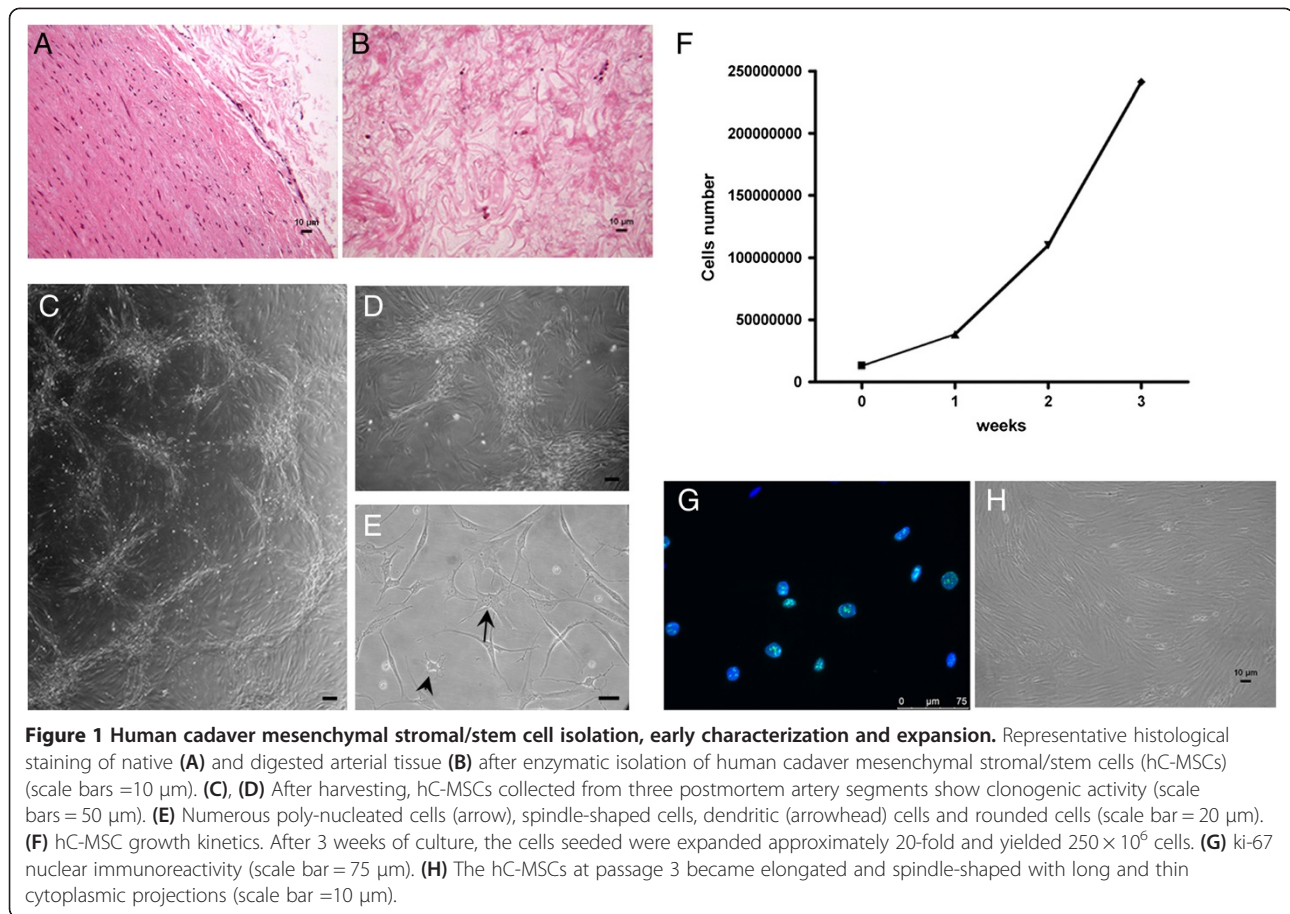 A
10 µm
B
10 µm
F
250000000
200000000
150000000
100000000
50000000
0
Cells number
0 1 2 3
weeks
C
D
E
G
0 µm 75
H
10 µm
Figure 1 Human cadaver mesenchymal stromal/stem cell isolation, early characterization and expansion. Representative histological
staining of native (A) and digested arterial tissue (B) after enzymatic isolation of human cadaver mesenchymal stromal/stem cells (hC-MSCs)
(scale bars =10 µm). (C), (D) After harvesting, hC-MSCs collected from three postmortem artery segments show clonogenic activity (scale
bars = 50 µm). (E) Numerous poly-nucleated cells (arrow), spindle-shaped cells, dendritic (arrowhead) cells and rounded cells (scale bar = 20 µm).
(F) hC-MSC growth kinetics. After 3 weeks of culture, the cells seeded were expanded approximately 20-fold and yielded 250 × 10⁶ cells. (G) ki-67
nuclear immunoreactivity (scale bar = 75 µm). (H) The hC-MSCs at passage 3 became elongated and spindle-shaped with long and thin
cytoplasmic projections (scale bar =10 µm).